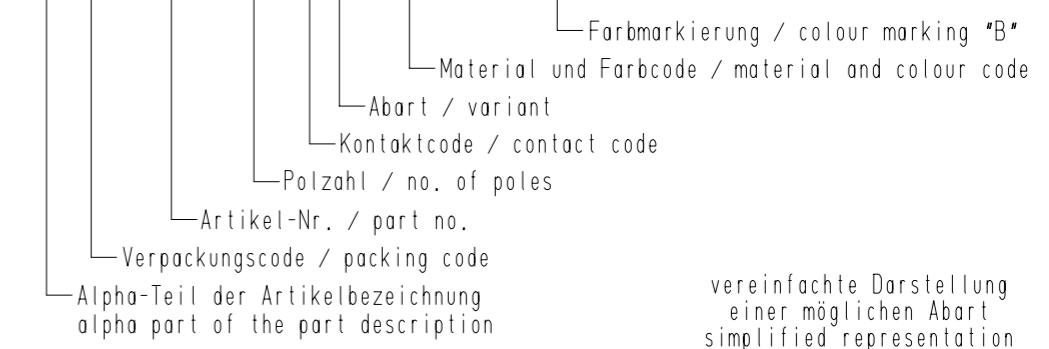 Farbmarkierung / colour marking "B"
Material und Farbcode / material and colour code
Abart / variant
Kontaktcode / contact code
Polzahl / no. of poles
Artikel-Nr. / part no.
Verpackungscode / packing code
Alpha-Teil der Artikelbezeichnung
alpha part of the part description
vereinfachte Darstellung
einer möglichen Abart
simplified representation